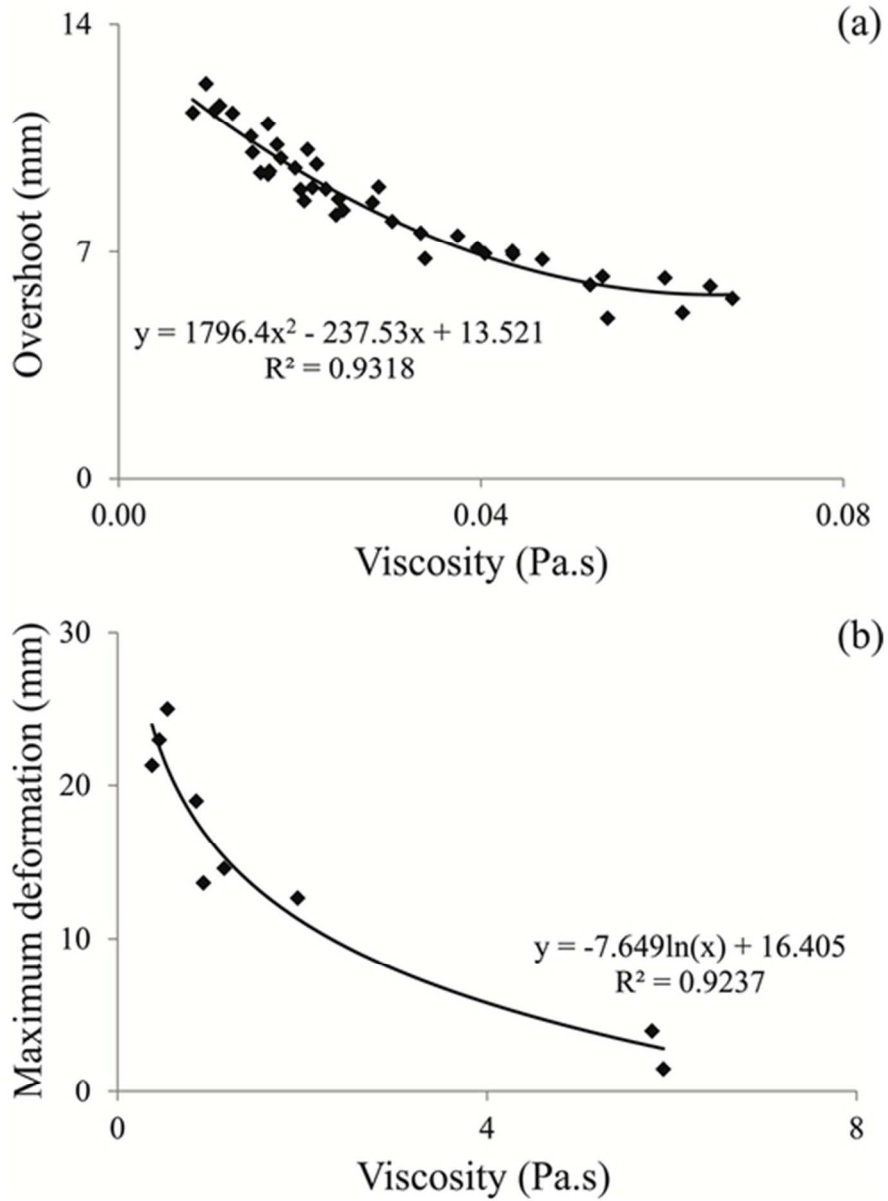 (a)
14
7
0
Overshoot (mm)
y = 1796.4x² - 237.53x + 13.521
R² = 0.9318
0.00 0.04 0.08
Viscosity (Pa.s)
(b)
30
20
10
0
Maximum deformation (mm)
y = -7.649ln(x) + 16.405
R² = 0.9237
0 4 8
Viscosity (Pa.s)